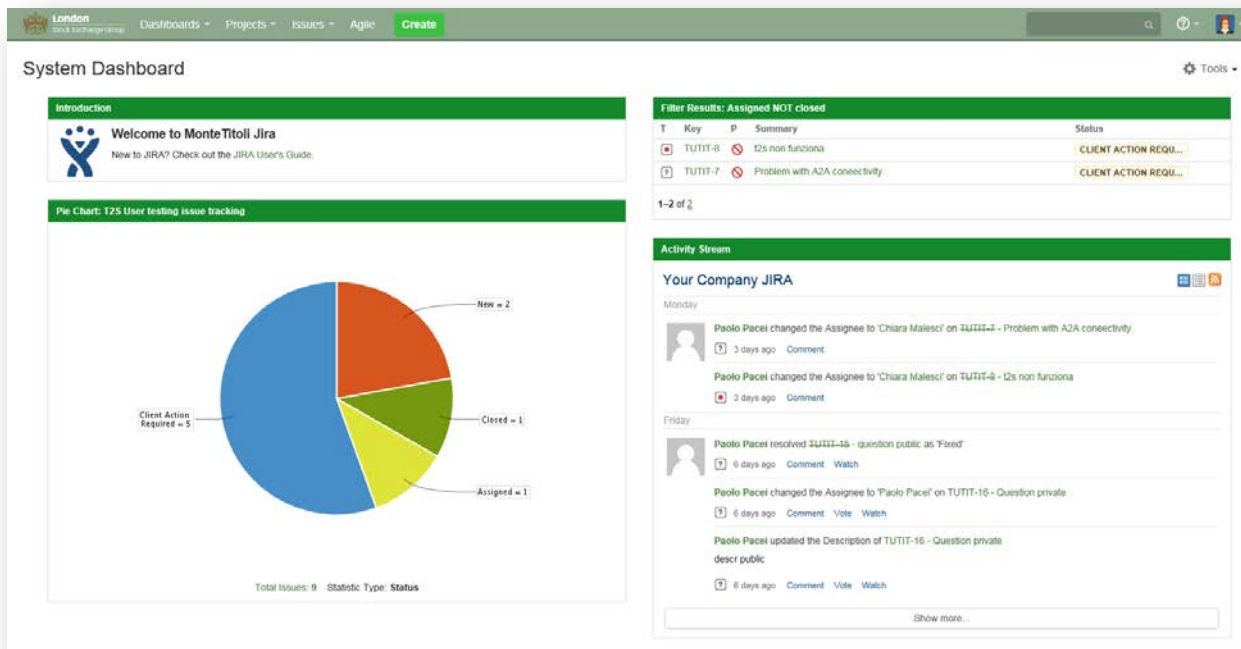 London
Stock Exchange Group
Dashboards Projects Issues Agile Create
System Dashboard
Tools
Introduction
Welcome to MonteTitoli Jira
New to JIRA? Check out the JIRA User's Guide.
Pie Chart: T2S User testing issue tracking
New = 2
Closed = 1
Assigned = 1
Client Action
Required = 5
Total Issues: 9 Statistic Type: Status
Filter Results: Assigned NOT closed
T Key P Summary Status
TUTIT-8 t2s non funziona CLIENT ACTION REQU...
TUTIT-7 Problem with A2A coneectivity CLIENT ACTION REQU...
1–2 of 2
Activity Stream
Your Company JIRA
Monday
Paolo Pacei changed the Assignee to 'Chiara Malesci' on TUTIT-7 - Problem with A2A coneectivity
3 days ago Comment
Paolo Pacei changed the Assignee to 'Chiara Malesci' on TUTIT-8 - t2s non funziona
3 days ago Comment
Friday
Paolo Pacei resolved TUTIT-15 - question public as 'Fixed'
6 days ago Comment Watch
Paolo Pacei changed the Assignee to 'Paolo Pacei' on TUTIT-16 - Question private
6 days ago Comment Vote Watch
Paolo Pacei updated the Description of TUTIT-16 - Question private
descr public
6 days ago Comment Vote Watch
Show more...